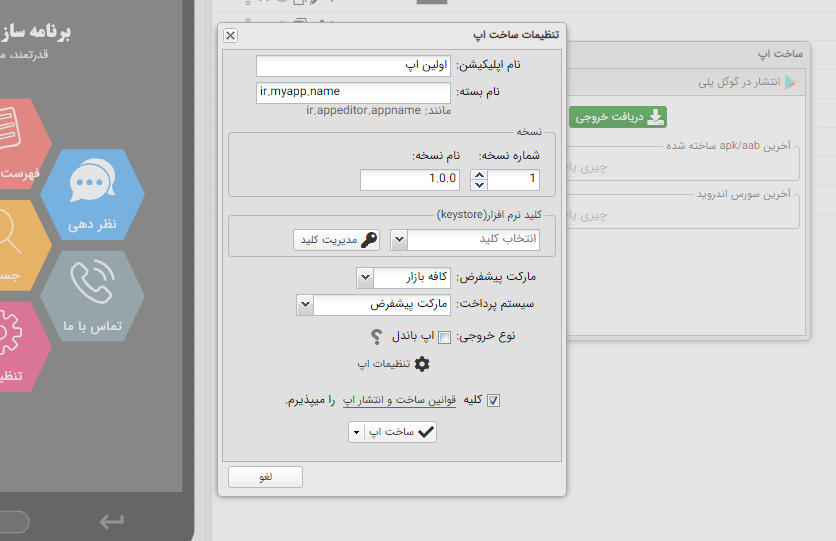 تنظیمات ساخت اپ
نام اپلیکیشن: اولین اپ
نام بسته: ir.myapp.name
مانند: ir.appeditor.appname
نسخه
شماره نسخه: نام نسخه:
1 1.0.0
کلید نرم افزار(keystore)
انتخاب کلید مدیریت کلید
مارکت پیشفرض: کافه بازار
سیستم پرداخت: مارکت پیشفرض
نوع خروجی: اپ باندل ?
تنظیمات اپ
کلیه قوانین ساخت و انتشار اپ را میپذیرم.
ساخت اپ
لغو
ساخت اپ
انتشار در گوگل پلی
دریافت خروجی
آخرین apk/aab ساخته شده
چیزی
آخرین سورس اندروید
چیزی
برنامه ساز
قدرتمند،
فهرست
نظر دهی
تماس با ما